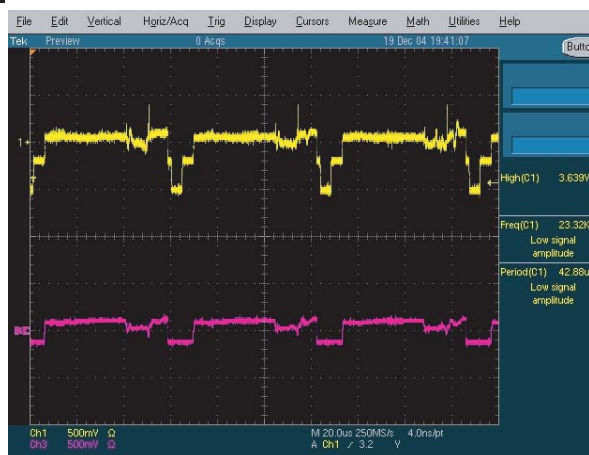 File Edit Vertical Horiz/Acq Trig Display Cursors Measure Math Utilities Help
Tek Preview 0 Acqs 19 Dec 04 19:41:07
Butto
1
High(C1) 3.639V
Freq(C1) 23.32K
Low signal
amplitude
Period(C1) 42.88u
Low signal
amplitude
Ch1 500mV Ω
Ch3 500mV Ω
M 20.0us 250MS/s 4.0ns/pt
A Ch1 / 3.2 V